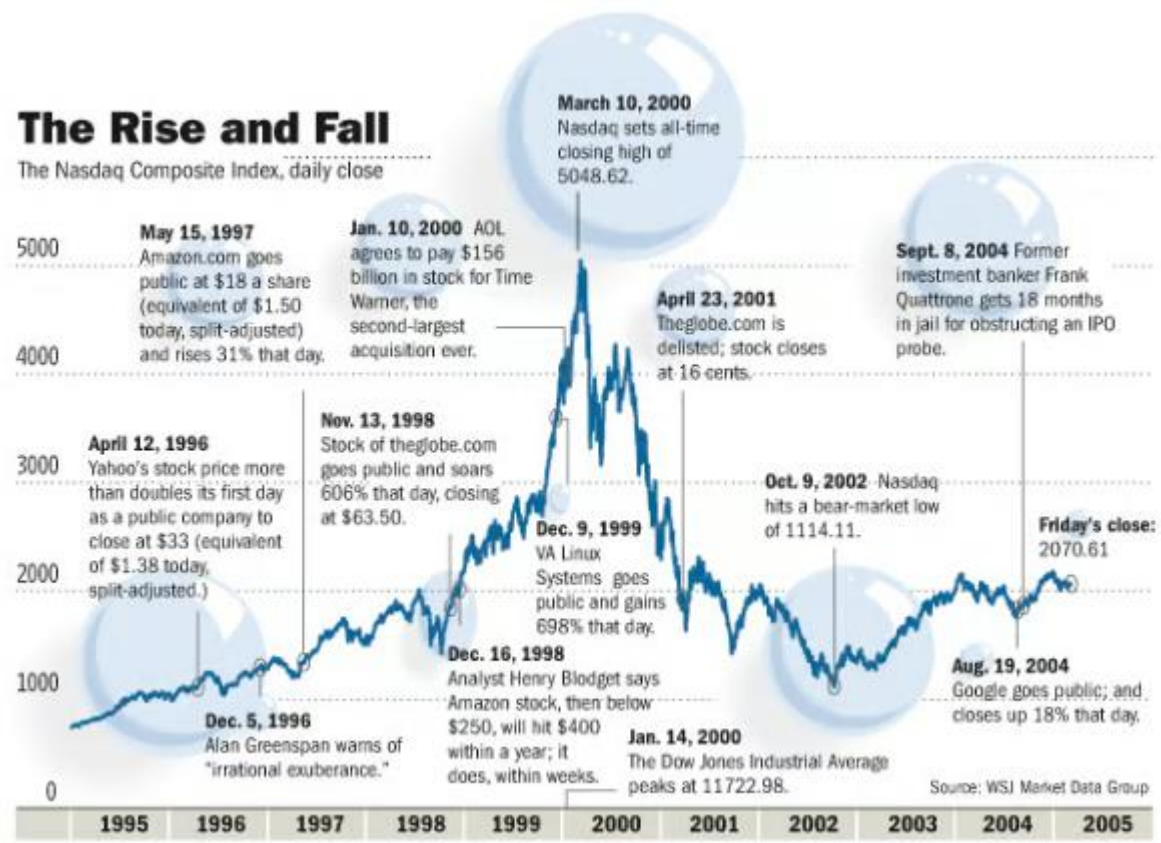 The Rise and Fall
The Nasdaq Composite Index, daily close
March 10, 2000
Nasdaq sets all-time
closing high of
5048.62.
May 15, 1997
Amazon.com goes
public at $18 a share
(equivalent of $1.50
today, split-adjusted)
and rises 31% that day.
Jan. 10, 2000 AOL
agrees to pay $156
billion in stock for Time
Warner, the
second-largest
acquisition ever.
Sept. 8, 2004 Former
investment banker Frank
Quattrone gets 18 months
in jail for obstructing an IPO
probe.
April 23, 2001
Theglobe.com is
delisted; stock closes
at 16 cents.
April 12, 1996
Yahoo's stock price more
than doubles its first day
as a public company to
close at $33 (equivalent
of $1.38 today,
split-adjusted.)
Nov. 13, 1998
Stock of theglobe.com
goes public and soars
606% that day, closing
at $63.50.
Oct. 9, 2002 Nasdaq
hits a bear-market low
of 1114.11.
Dec. 9, 1999
VA Linux
Systems goes
public and gains
698% that day.
Friday's close:
2070.61
Dec. 16, 1998
Analyst Henry Blodget says
Amazon stock, then below
$250, will hit $400
within a year; it
does, within weeks.
Aug. 19, 2004
Google goes public; and
closes up 18% that day.
Dec. 5, 1996
Alan Greenspan warns of
"irrational exuberance."
Jan. 14, 2000
The Dow Jones Industrial Average
peaks at 11722.98.
Source: WSJ Market Data Group
5000
4000
3000
2000
1000
0
1995 1996 1997 1998 1999 2000 2001 2002 2003 2004 2005